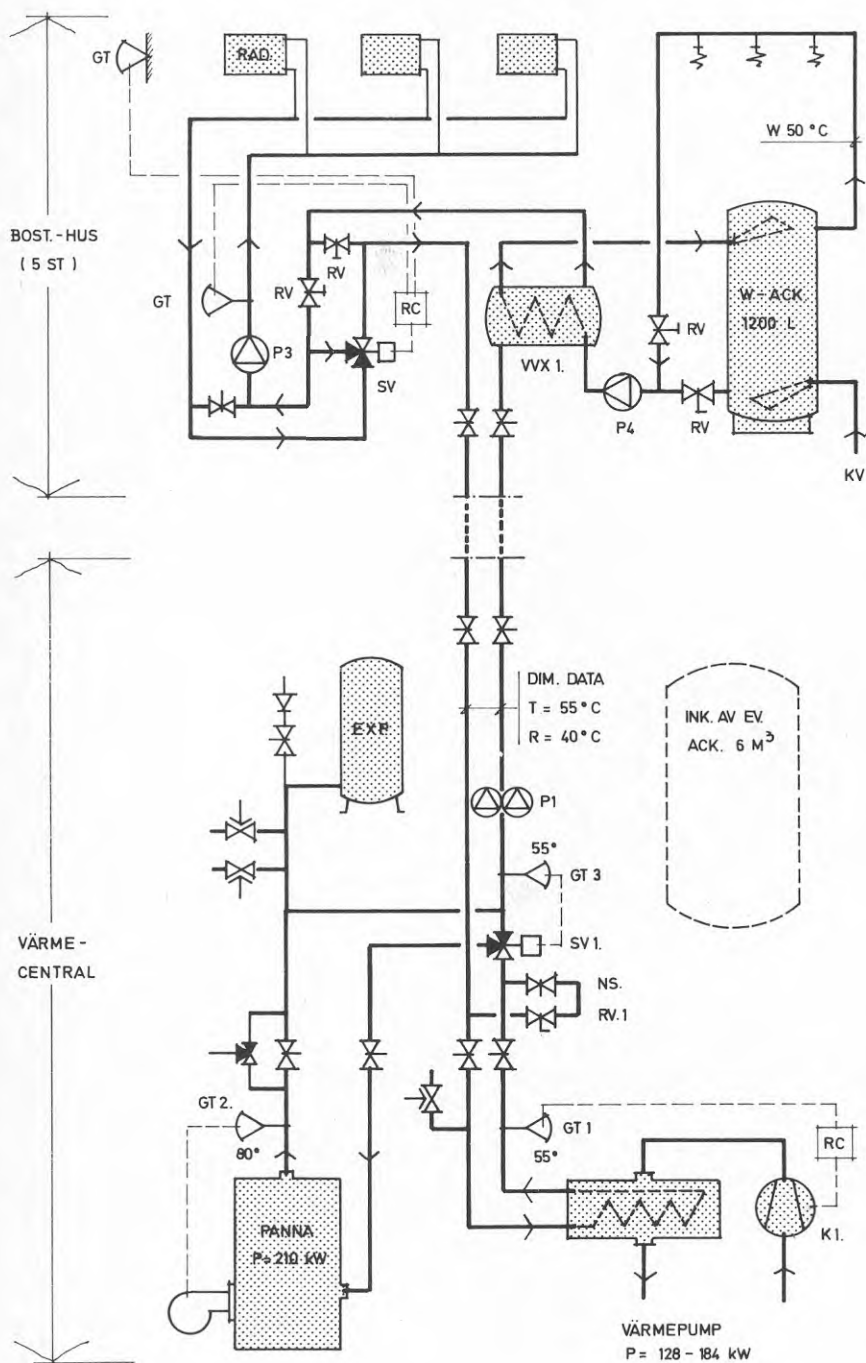 GT
RAD.
W 50 °C
BOST.-HUS
( 5 ST )
RV
GT
RV
RC
W-ACK.
1200 L
P3
RV
SV
VVX 1.
P4
RV
KV
DIM. DATA
T = 55 °C
R = 40 °C
EXP.
INK. AV EV.
ACK. 6 M³
P1
55°
GT 3
VÄRME-
CENTRAL
SV 1.
NS.
RV. 1
GT 2.
80°
GT 1
55°
RC
PANNA
P = 210 kW
K 1.
VÄRMEPUMP
P = 128 - 184 kW